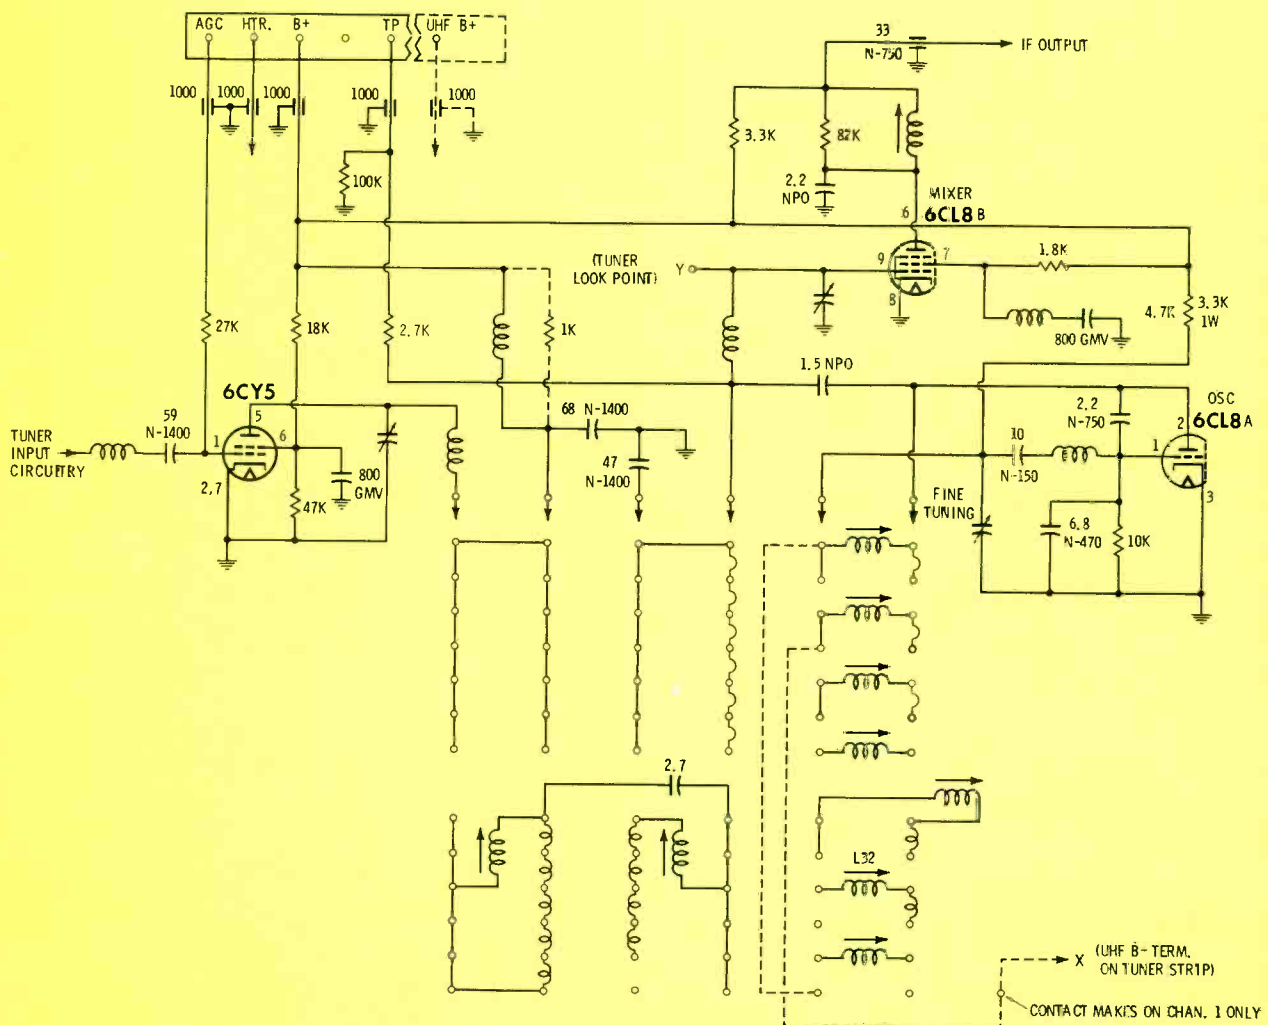 AGC HTR. B+ TP UHF B+
1000 1000 1000 1000 1000
33
N-750
IF OUTPUT
3.3K
82K
100K
2.2
NPO
MIXER
6CL8 B
6
(TUNER
LOOK POINT)
Y
9
7
8
1.8K
27K
18K
2.7K
1K
4.7K
3.3K
1W
800 GMV
1.5 NPO
6CY5
59
N-1400
5
68 N-1400
2.2
N-750
OSC
6CL8A
2
TUNER
INPUT
CIRCUITRY
1
6
10
N-150
1
2,7
800
GMV
47
N-1400
3
47K
FINE
TUNING
6.8
N-470
10K
2.7
L32
X (UHF B-TERM.
ON TUNER STRIP)
CONTACT MAKES ON CHAN. 1 ONLY